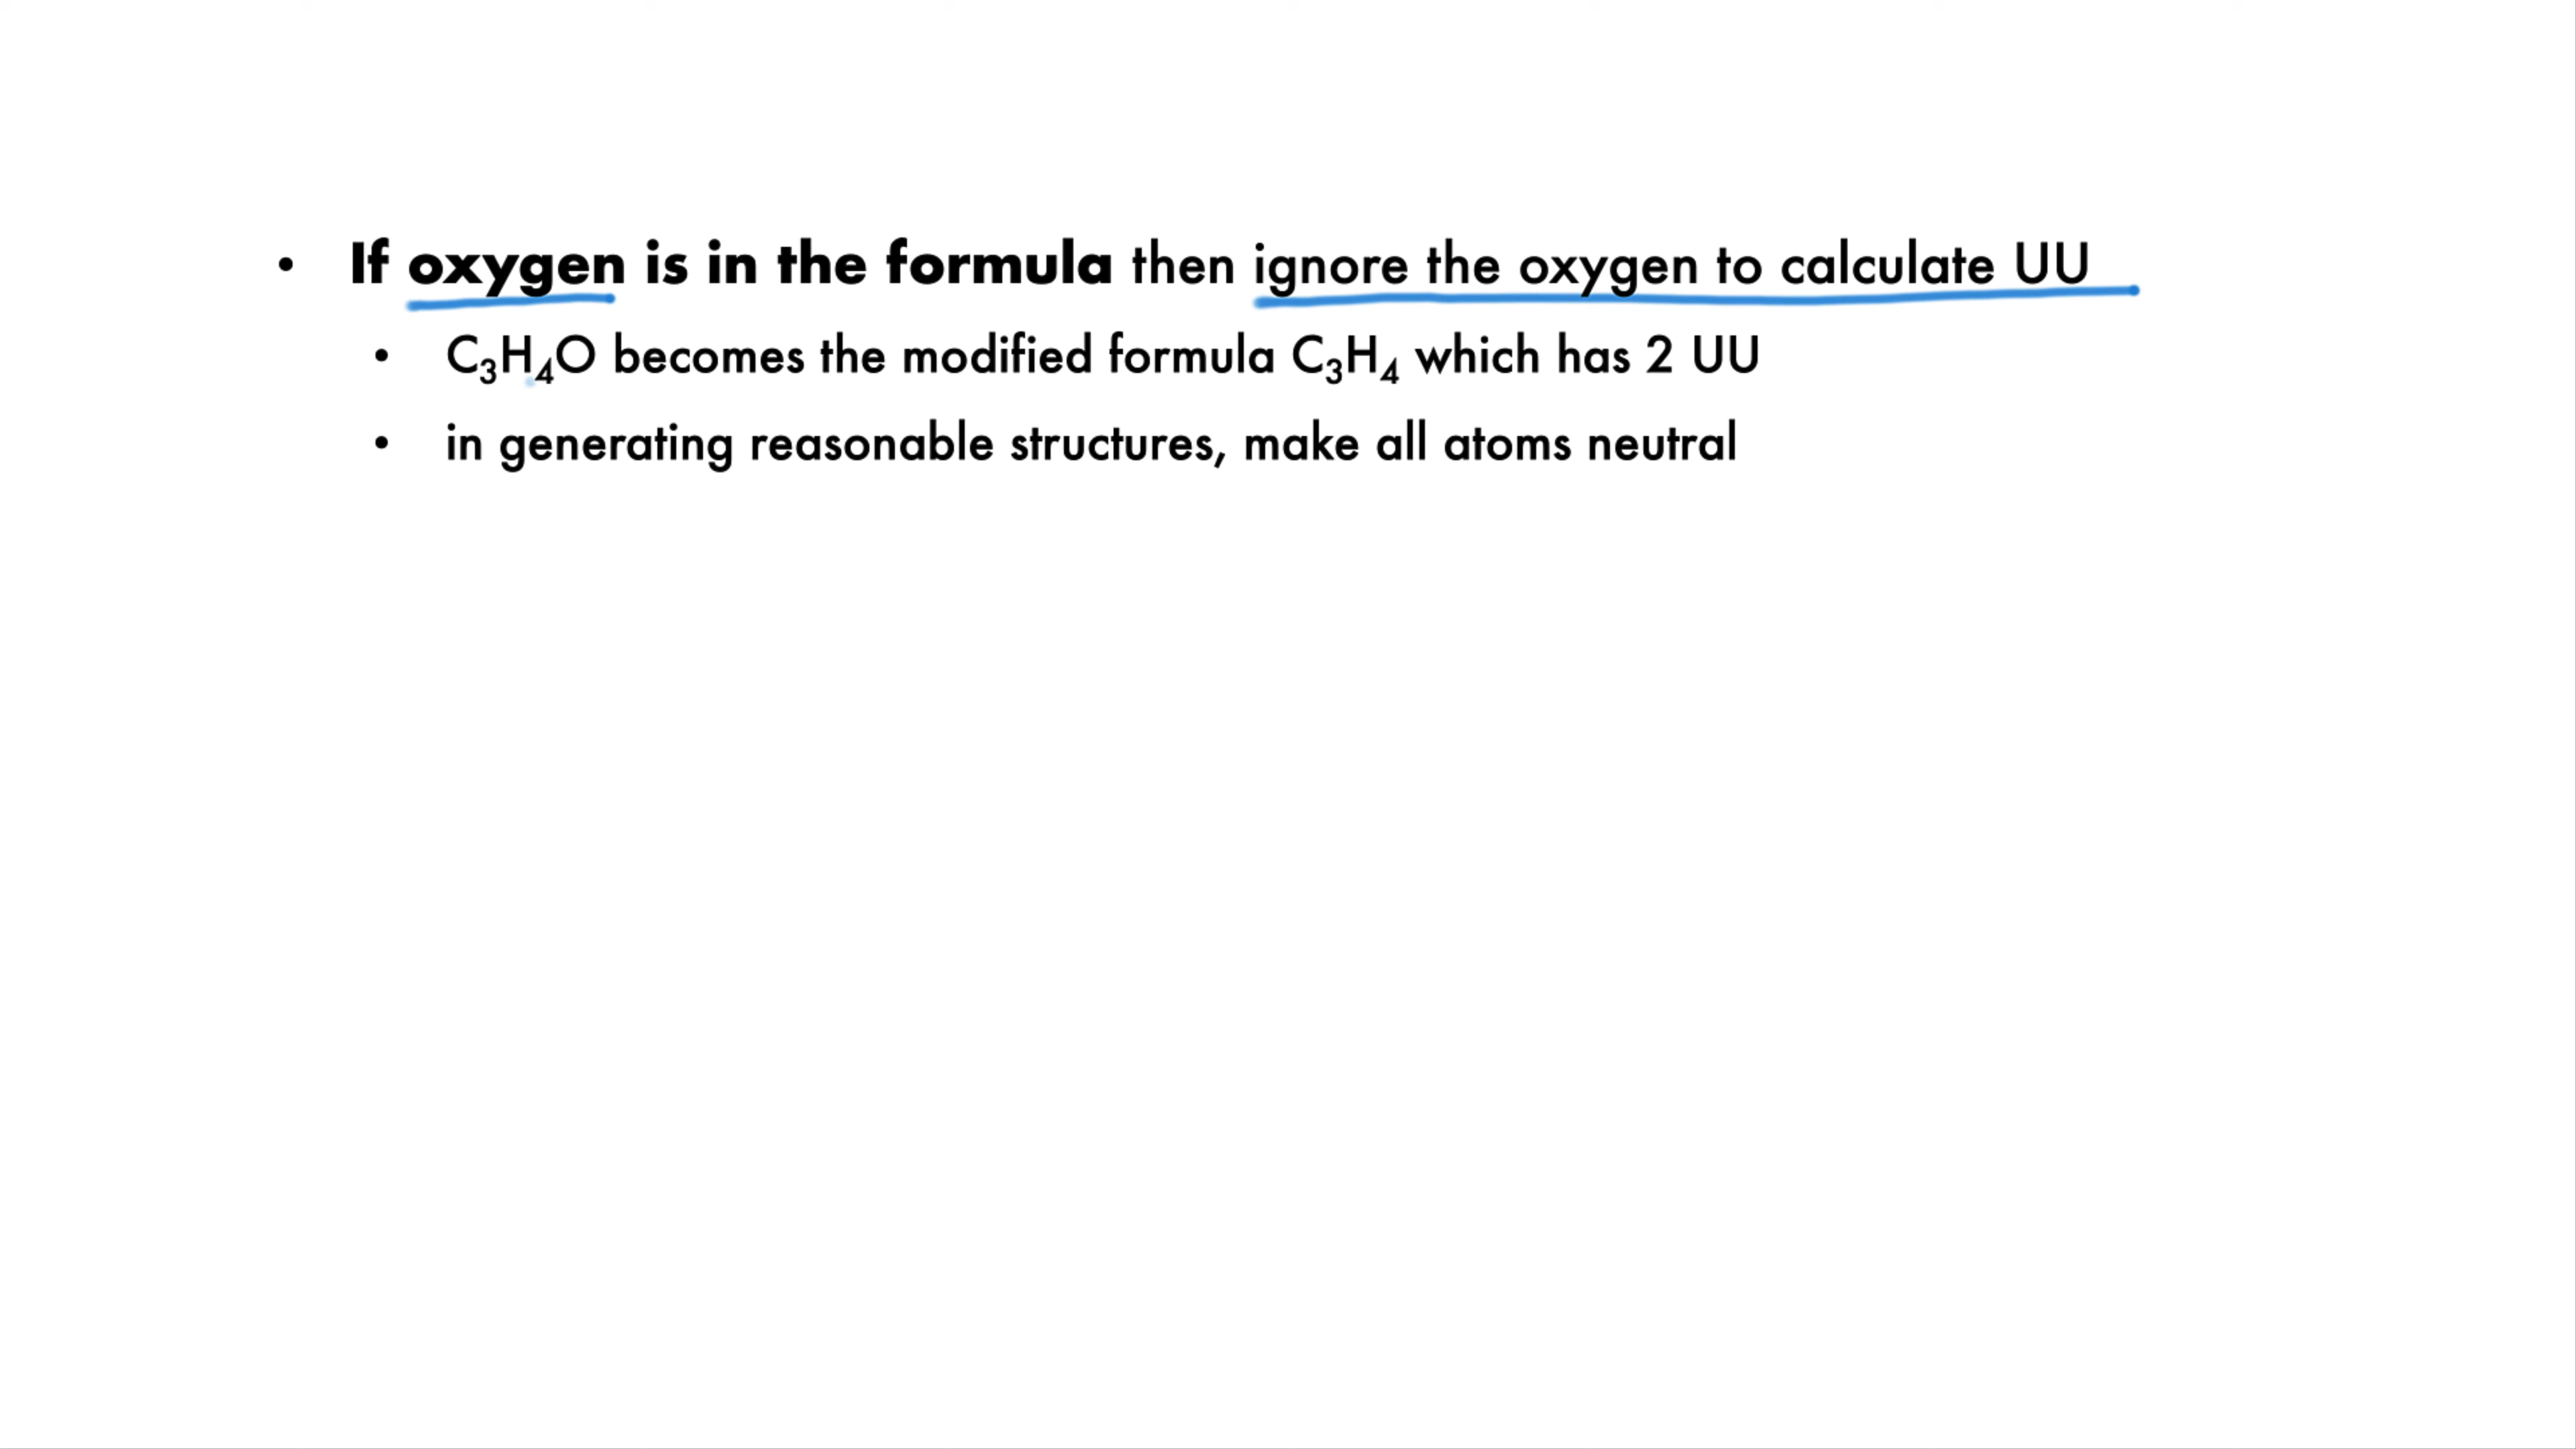 • If oxygen is in the formula then ignore the oxygen to calculate UU
• C₃H₄O becomes the modified formula C₃H₄ which has 2 UU
• in generating reasonable structures, make all atoms neutral